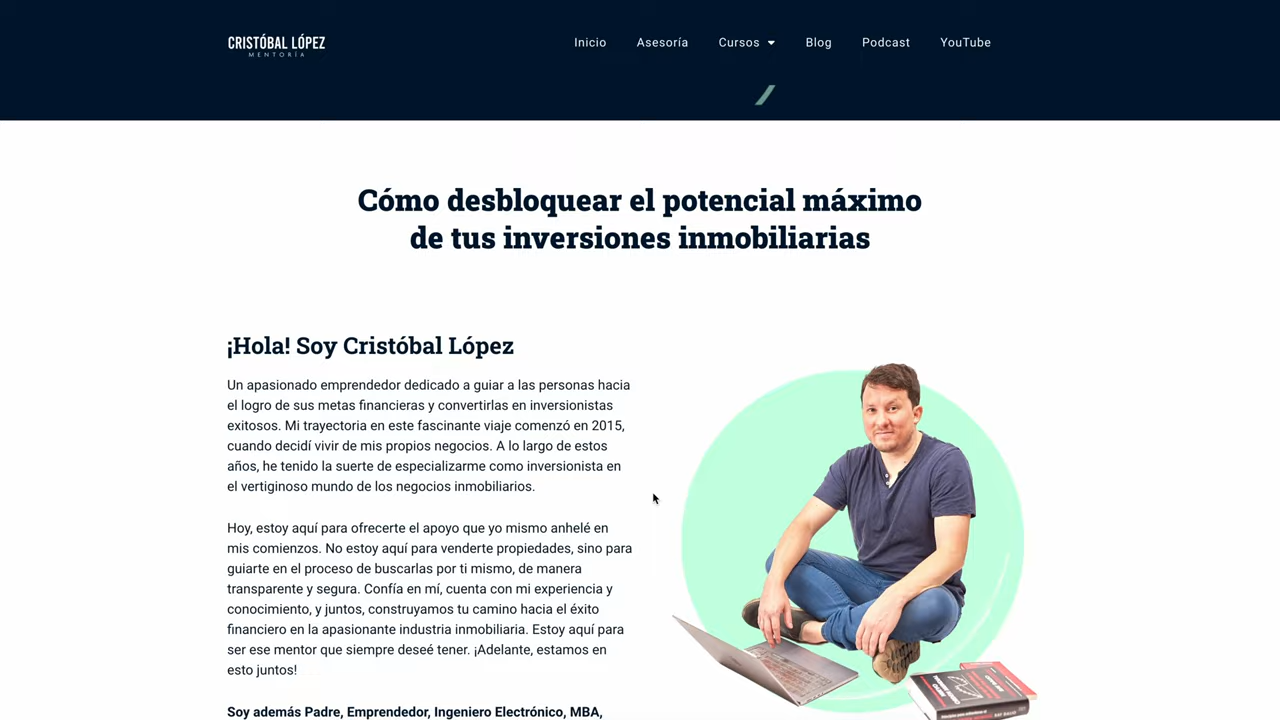 CRISTÓBAL LÓPEZ
MENTORÍA
Inicio
Asesoría
Cursos
Blog
Podcast
YouTube
Cómo desbloquear el potencial máximo
de tus inversiones inmobiliarias
¡Hola! Soy Cristóbal López
Un apasionado emprendedor dedicado a guiar a las personas hacia
el logro de sus metas financieras y convertirlas en inversionistas
exitosos. Mi trayectoria en este fascinante viaje comenzó en 2015,
cuando decidí vivir de mis propios negocios. A lo largo de estos
años, he tenido la suerte de especializarme como inversionista en
el vertiginoso mundo de los negocios inmobiliarios.
Hoy, estoy aquí para ofrecerte el apoyo que yo mismo anhelé en
mis comienzos. No estoy aquí para venderte propiedades, sino para
guiarte en el proceso de buscarlas por ti mismo, de manera
transparente y segura. Confía en mí, cuenta con mi experiencia y
conocimiento, y juntos, construyamos tu camino hacia el éxito
financiero en la apasionante industria inmobiliaria. Estoy aquí para
ser ese mentor que siempre deseé tener. ¡Adelante, estamos en
esto juntos!
Soy además Padre, Emprendedor, Ingeniero Electrónico, MBA,